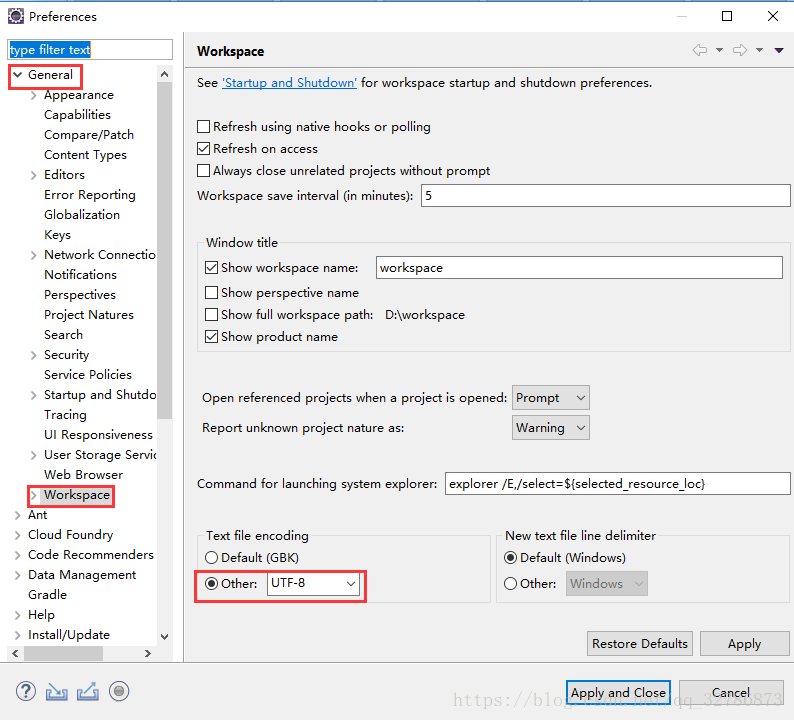 Preferences
type filter text
General
Appearance
Capabilities
Compare/Patch
Content Types
Editors
Error Reporting
Globalization
Keys
Network Connectio
Notifications
Perspectives
Project Natures
Search
Security
Service Policies
Startup and Shutdo
Tracing
UI Responsiveness
User Storage Servic
Web Browser
Workspace
Ant
Cloud Foundry
Code Recommenders
Data Management
Gradle
Help
Install/Update
Workspace
See 'Startup and Shutdown' for workspace startup and shutdown preferences.
Refresh using native hooks or polling
Refresh on access
Always close unrelated projects without prompt
Workspace save interval (in minutes): 5
Window title
Show workspace name: workspace
Show perspective name
Show full workspace path: D:\workspace
Show product name
Open referenced projects when a project is opened: Prompt
Report unknown project nature as: Warning
Command for launching system explorer: explorer /E,/select=${selected_resource_loc}
Text file encoding
Default (GBK)
Other: UTF-8
New text file line delimiter
Default (Windows)
Other: Windows
Restore Defaults
Apply
Apply and Close
Cancel